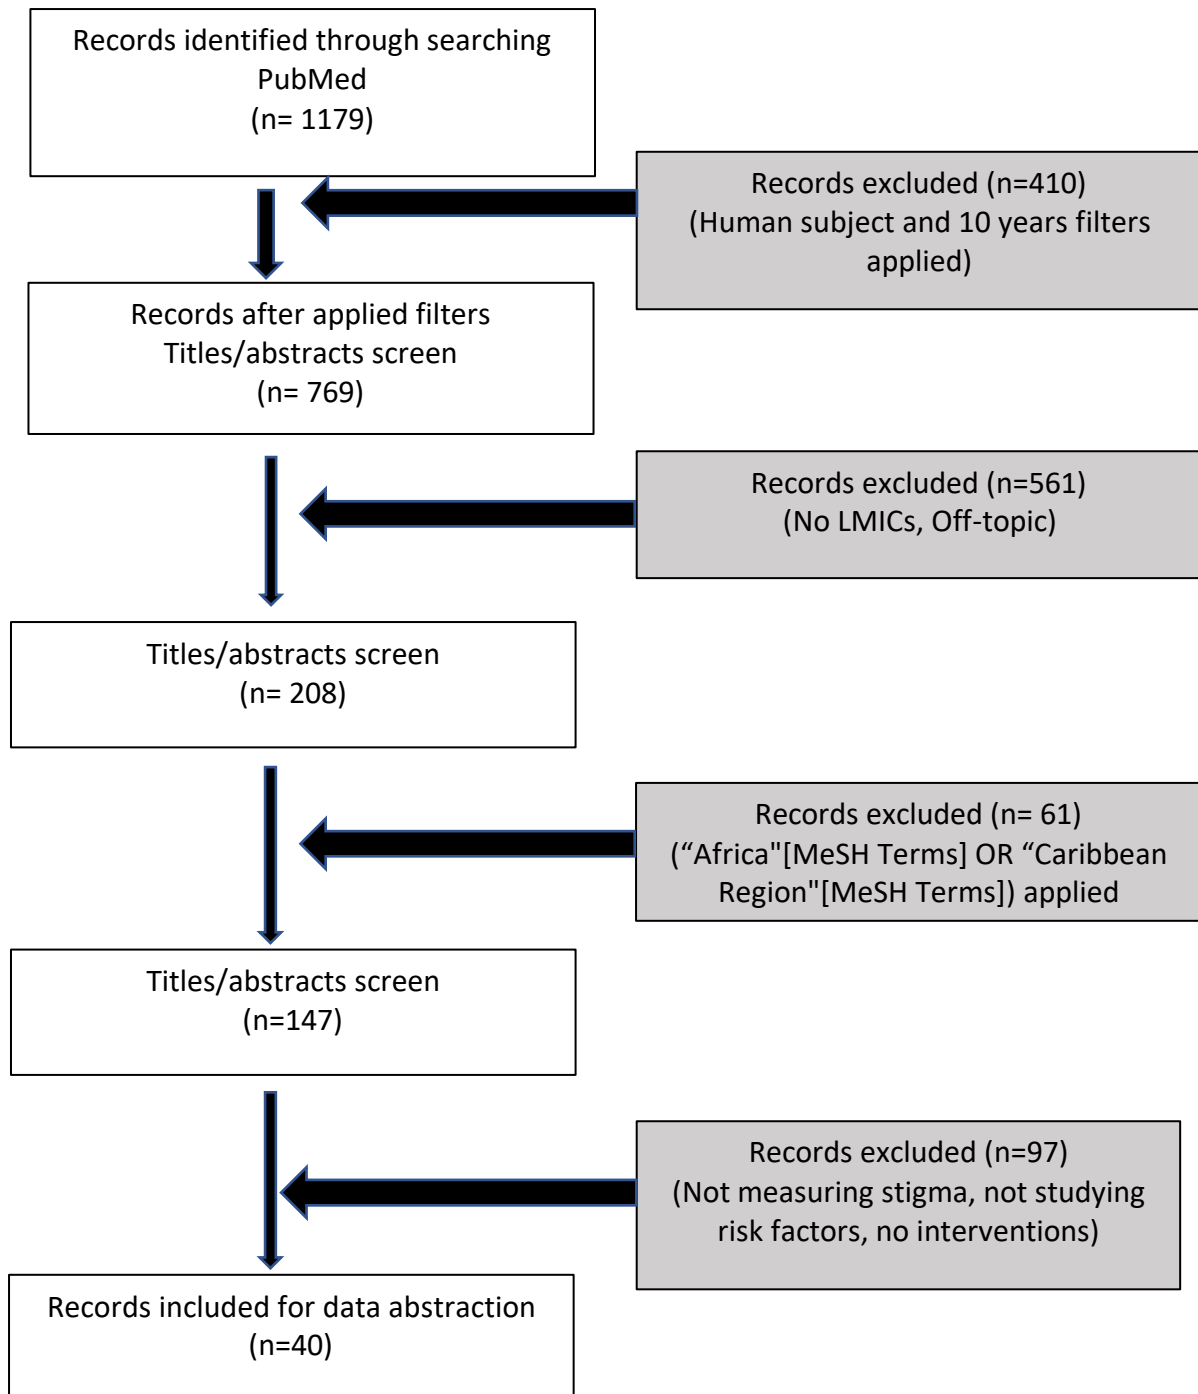 Records identified through searching
PubMed
(n= 1179)
Records excluded (n=410)
(Human subject and 10 years filters
applied)
Records after applied filters
Titles/abstracts screen
(n= 769)
Records excluded (n=561)
(No LMICs, Off-topic)
Titles/abstracts screen
(n= 208)
Records excluded (n= 61)
(“Africa"[MeSH Terms] OR “Caribbean
Region"[MeSH Terms]) applied
Titles/abstracts screen
(n=147)
Records excluded (n=97)
(Not measuring stigma, not studying
risk factors, no interventions)
Records included for data abstraction
(n=40)